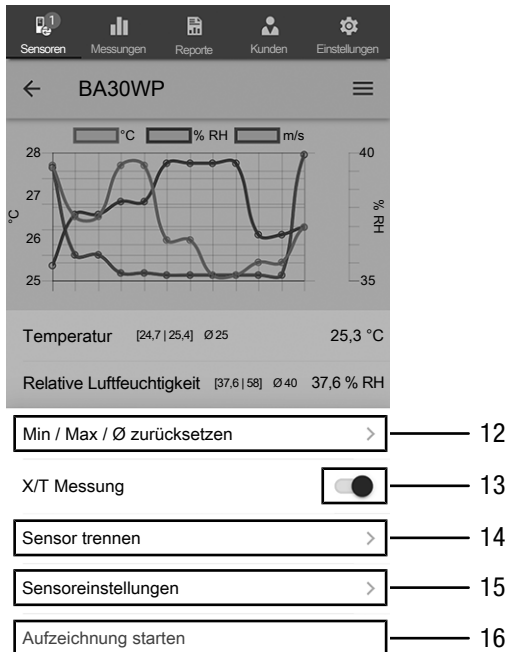 1
Sensoren Messungen Reporte Kunden Einstellungen
BA30WP
°C % RH m/s
28 40
27
°C % RH
26
25 35
Temperatur [24,7 | 25,4] Ø 25 25,3 °C
Relative Luftfeuchtigkeit [37,6 | 58] Ø 40 37,6 % RH
Min / Max / Ø zurücksetzen 12
X/T Messung 13
Sensor trennen 14
Sensoreinstellungen 15
Aufzeichnung starten 16